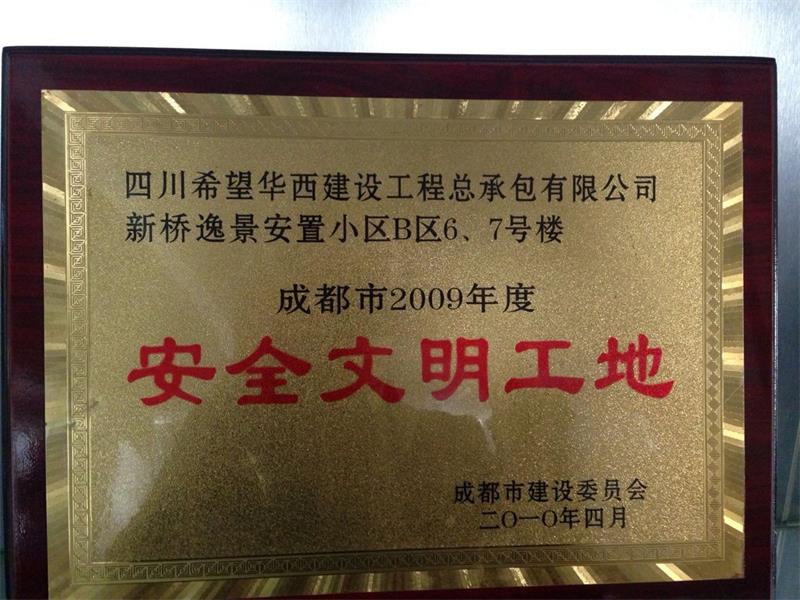 四川希望华西建设工程总承包有限公司
新桥逸景安置小区B区6、7号楼
成都市2009年度
安全文明工地
成都市建设委员会
二〇一〇年四月